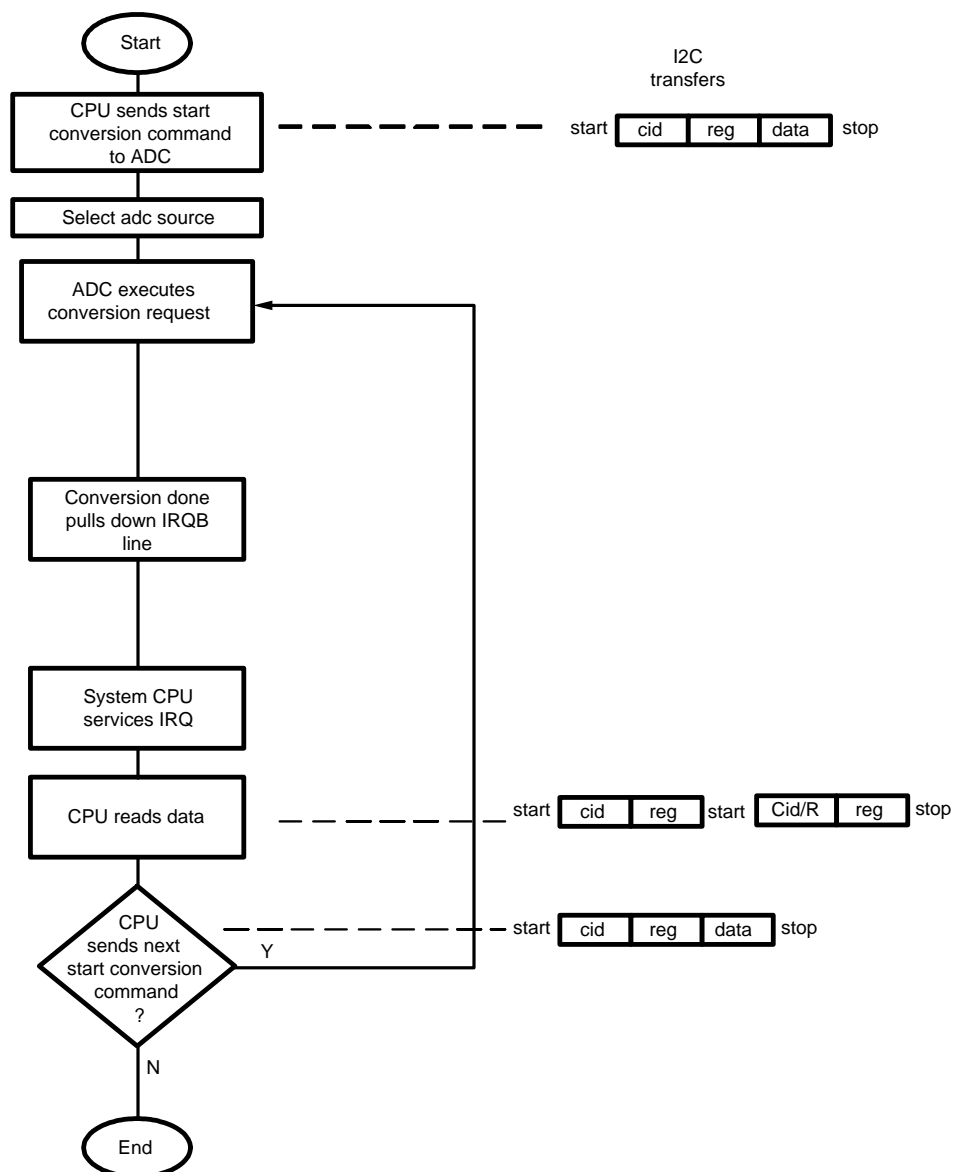 Start
I2C
transfers
CPU sends start
conversion command
to ADC
start cid reg data stop
Select adc source
ADC executes
conversion request
Conversion done
pulls down IRQB
line
System CPU
services IRQ
CPU reads data
start cid reg start Cid/R reg stop
CPU
sends next
start conversion
command
?
start cid reg data stop
Y
N
End